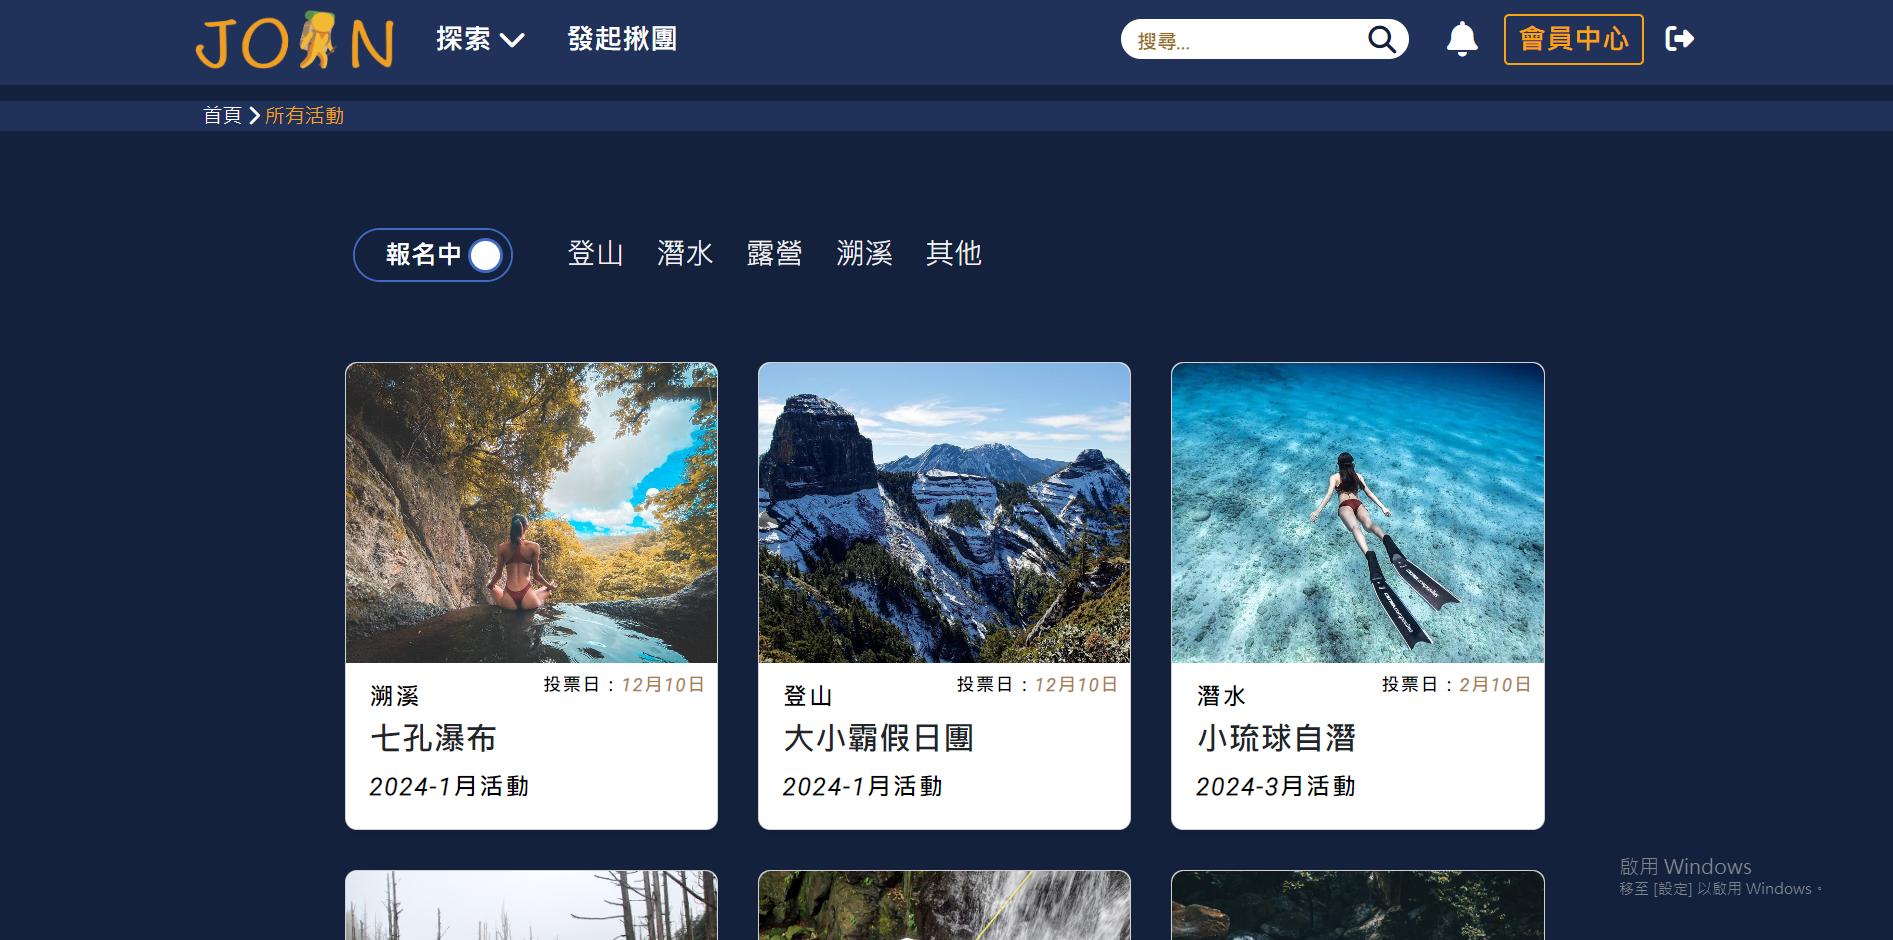 JOIN
探索
發起揪團
搜尋...
會員中心
首頁
所有活動
報名中
登山
潛水
露營
溯溪
其他
溯溪
投票日：12月10日
七孔瀑布
2024-1月活動
登山
投票日：12月10日
大小霸假日團
2024-1月活動
潛水
投票日：2月10日
小琉球自潛
2024-3月活動
啟用 Windows
移至 [設定] 以啟用 Windows。